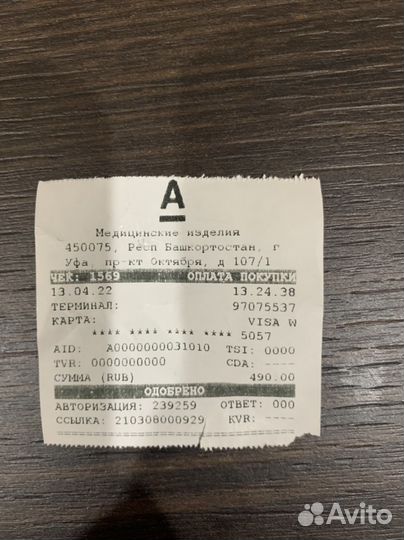 А
Медицинские изделия
450075, Респ Башкортостан, г
Уфа, пр-кт Октября, д 107/1
ЧЕК: 1569 ОПЛАТА ПОКУПКИ
13.04.22 13.24.38
ТЕРМИНАЛ: 97075537
КАРТА: VISA W
**** **** **** **** 5057
AID: A0000000031010 TSI: 0000
TVR: 0000000000 CDA: ----
СУММА (RUB) 490.00
ОДОБРЕНО
АВТОРИЗАЦИЯ: 239259 ОТВЕТ: 000
ССЫЛКА: 210308000929 KVR: ----
Avito